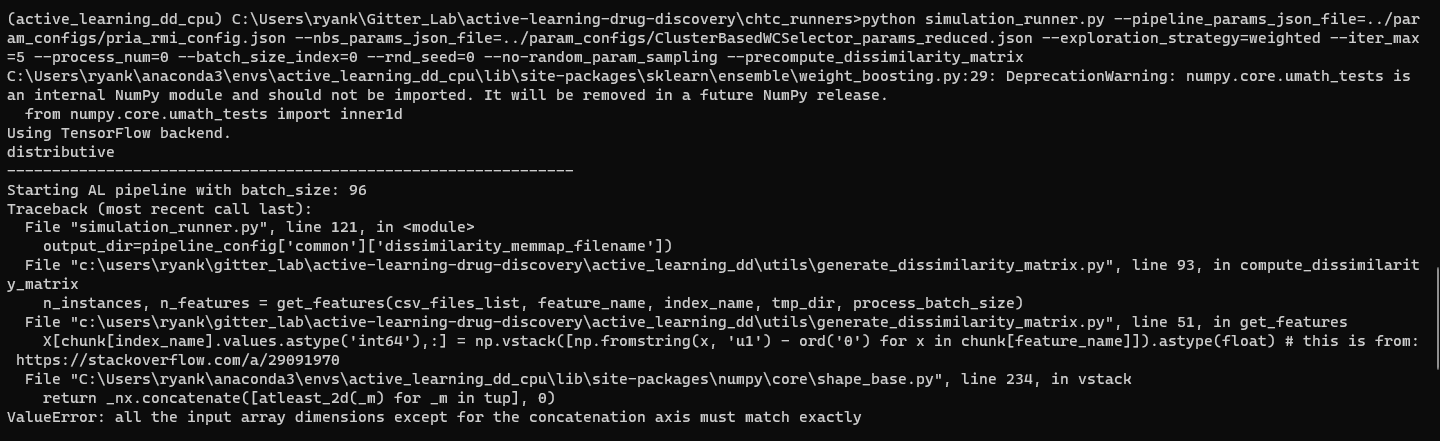 (active_learning_dd_cpu) C:\Users\ryank\Gitter_Lab\active-learning-drug-discovery\chtc_runners>python simulation_runner.py --pipeline_params_json_file=../par
am_configs/pria_rmi_config.json --nbs_params_json_file=../param_configs/ClusterBasedWCSelector_params_reduced.json --exploration_strategy=weighted --iter_max
=5 --process_num=0 --batch_size_index=0 --rnd_seed=0 --no-random_param_sampling --precompute_dissimilarity_matrix
C:\Users\ryank\anaconda3\envs\active_learning_dd_cpu\lib\site-packages\sklearn\ensemble\weight_boosting.py:29: DeprecationWarning: numpy.core.umath_tests is
an internal NumPy module and should not be imported. It will be removed in a future NumPy release.
  from numpy.core.umath_tests import inner1d
Using TensorFlow backend.
distributive
---------------------------------------------------------------
Starting AL pipeline with batch_size: 96
Traceback (most recent call last):
  File "simulation_runner.py", line 121, in <module>
    output_dir=pipeline_config['common']['dissimilarity_memmap_filename'])
  File "c:\users\ryank\gitter_lab\active-learning-drug-discovery\active_learning_dd\utils\generate_dissimilarity_matrix.py", line 93, in compute_dissimilarit
y_matrix
    n_instances, n_features = get_features(csv_files_list, feature_name, index_name, tmp_dir, process_batch_size)
  File "c:\users\ryank\gitter_lab\active-learning-drug-discovery\active_learning_dd\utils\generate_dissimilarity_matrix.py", line 51, in get_features
    X[chunk[index_name].values.astype('int64'),:] = np.vstack([np.fromstring(x, 'u1') - ord('0') for x in chunk[feature_name]]).astype(float) # this is from:
 https://stackoverflow.com/a/29091970
  File "C:\Users\ryank\anaconda3\envs\active_learning_dd_cpu\lib\site-packages\numpy\core\shape_base.py", line 234, in vstack
    return _nx.concatenate([atleast_2d(_m) for _m in tup], 0)
ValueError: all the input array dimensions except for the concatenation axis must match exactly